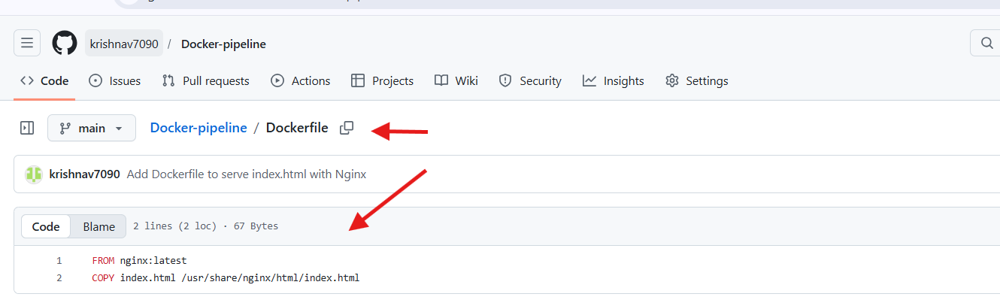 krishnav7090 / Docker-pipeline
Code Issues Pull requests Actions Projects Wiki Security Insights Settings
main Docker-pipeline / Dockerfile
krishnav7090 Add Dockerfile to serve index.html with Nginx
Code Blame 2 lines (2 loc) · 67 Bytes
1 FROM nginx:latest
2 COPY index.html /usr/share/nginx/html/index.html